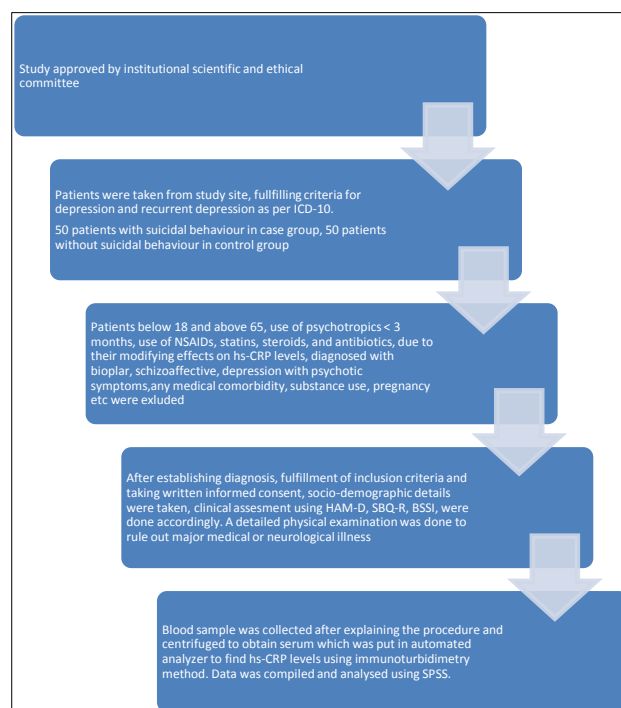 Study approved by institutional scientific and ethical
committee
Patients were taken from study site, fullfilling criteria for
depression and recurrent depression as per ICD-10.
50 patients with suicidal behaviour in case group, 50 patients
without suicidal behaviour in control group
Patients below 18 and above 65, use of psychotropics < 3
months, use of NSAIDs, statins, steroids, and antibiotics, due to
their modifying effects on hs-CRP levels, diagnosed with
bioplar, schizoaffective, depression with psychotic
symptoms,any medical comorbidity, substance use, pregnancy
etc were exluded
After establishing diagnosis, fulfillment of inclusion criteria and
taking written informed consent, socio-demographic details
were taken, clinical assesment using HAM-D, SBQ-R, BSSI, were
done accordingly. A detailed physical examination was done to
rule out major medical or neurological illness
Blood sample was collected after explaining the procedure and
centrifuged to obtain serum which was put in automated
analyzer to find hs-CRP levels using immunoturbidimetry
method. Data was compiled and analysed using SPSS.